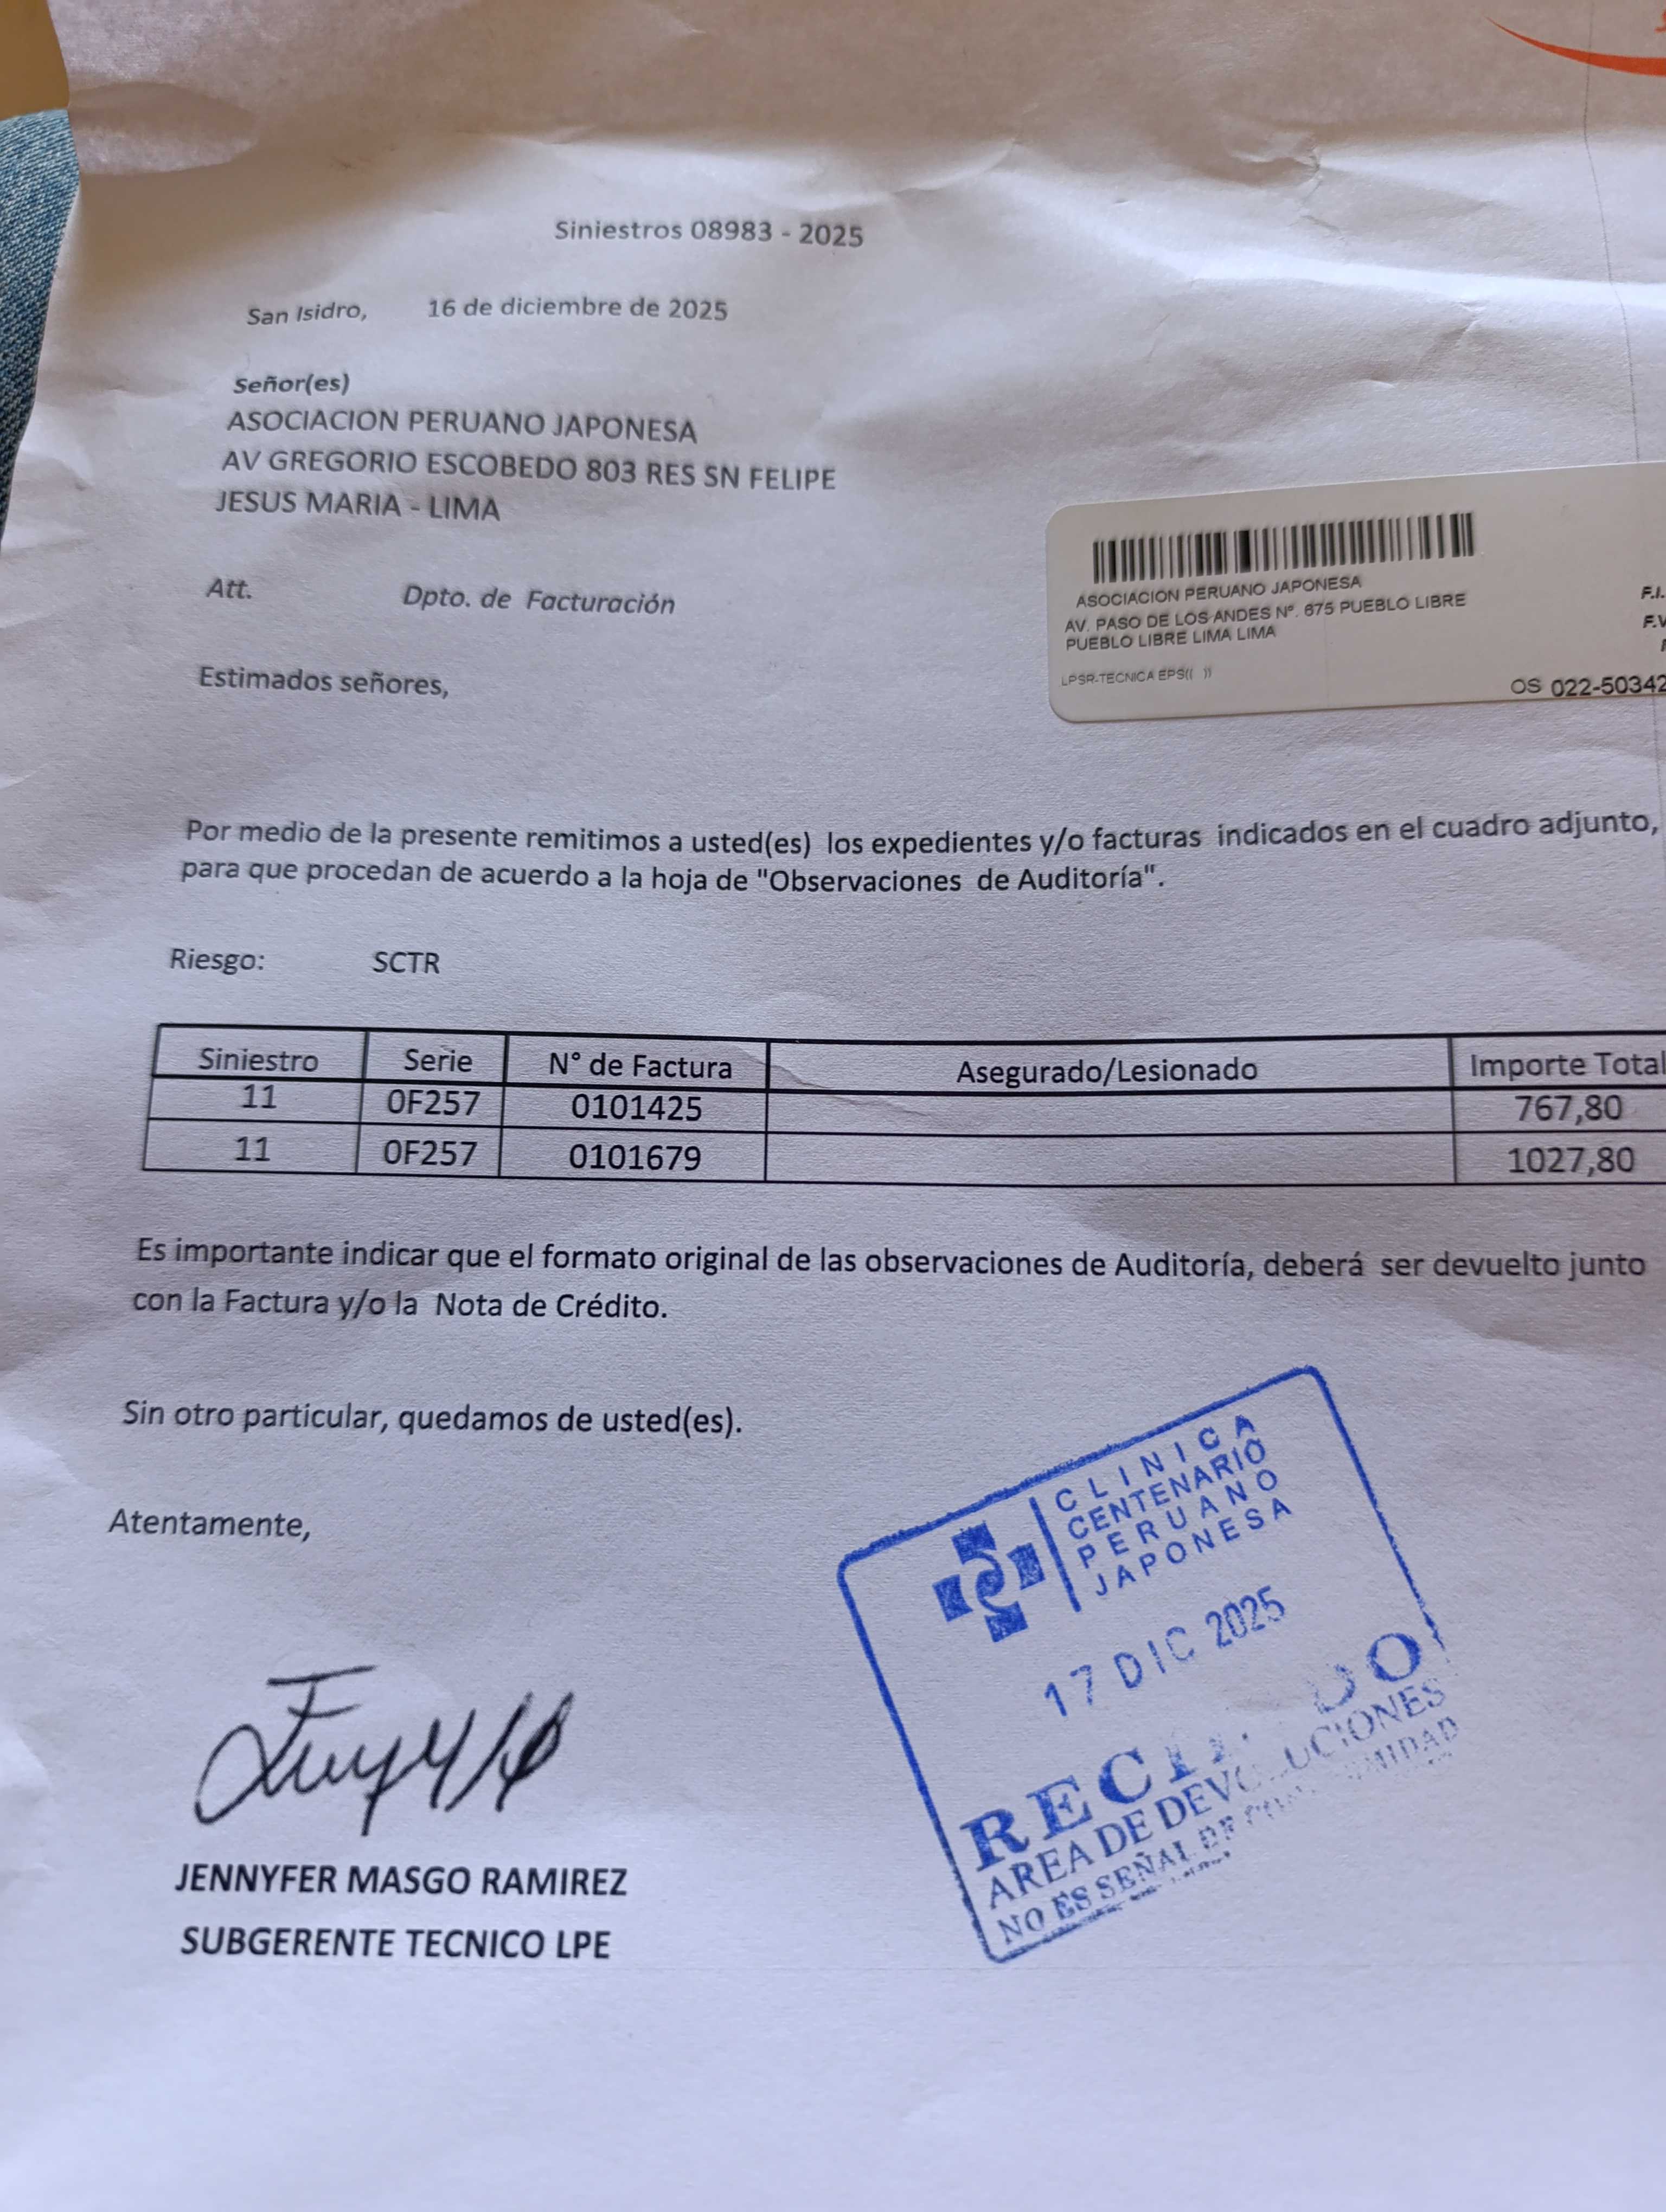 Siniestros 08983 - 2025
San Isidro, 16 de diciembre de 2025
Señor(es)
ASOCIACION PERUANO JAPONESA
AV GREGORIO ESCOBEDO 803 RES SN FELIPE
JESUS MARIA - LIMA
Att. Dpto. de Facturación
Estimados señores,
ASOCIACION PERUANO JAPONESA
AV. PASO DE LOS ANDES Nº. 675 PUEBLO LIBRE
PUEBLO LIBRE LIMA LIMA
LPSR-TECNICA EPS(( ))
F.I.
F.V
OS 022-50342
Por medio de la presente remitimos a usted(es) los expedientes y/o facturas indicados en el cuadro adjunto,
para que procedan de acuerdo a la hoja de "Observaciones de Auditoría".
Riesgo: SCTR
Siniestro Serie N° de Factura Asegurado/Lesionado Importe Total
11 0F257 0101425 767,80
11 0F257 0101679 1027,80
Es importante indicar que el formato original de las observaciones de Auditoría, deberá ser devuelto junto
con la Factura y/o la Nota de Crédito.
Sin otro particular, quedamos de usted(es).
Atentamente,
CLINICA
CENTENARIO
PERUANO
JAPONESA
17 DIC 2025
RECIBIDO
AREA DE DEVOLUCIONES
NO ES SEÑAL DE CONFORMIDAD
JENNYFER MASGO RAMIREZ
SUBGERENTE TECNICO LPE